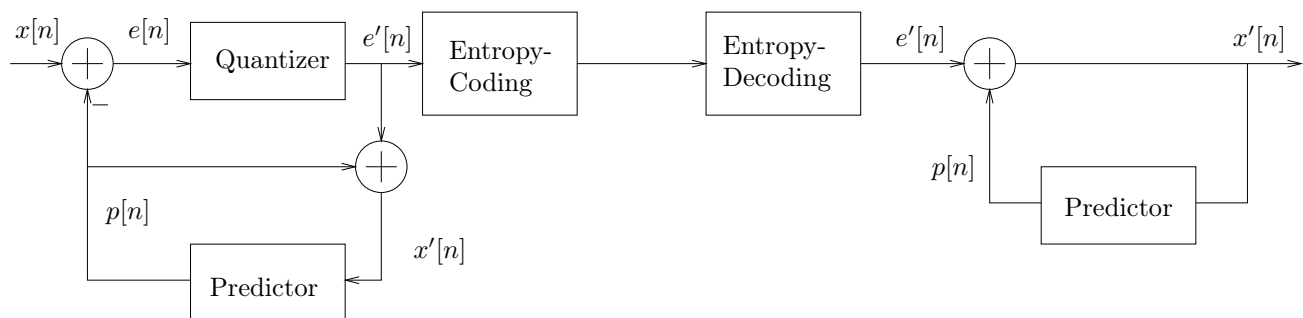 x[n]
e[n]
Quantizer
e′[n]
Entropy-
Coding
Entropy-
Decoding
e′[n]
x′[n]
−
p[n]
Predictor
x′[n]
p[n]
Predictor